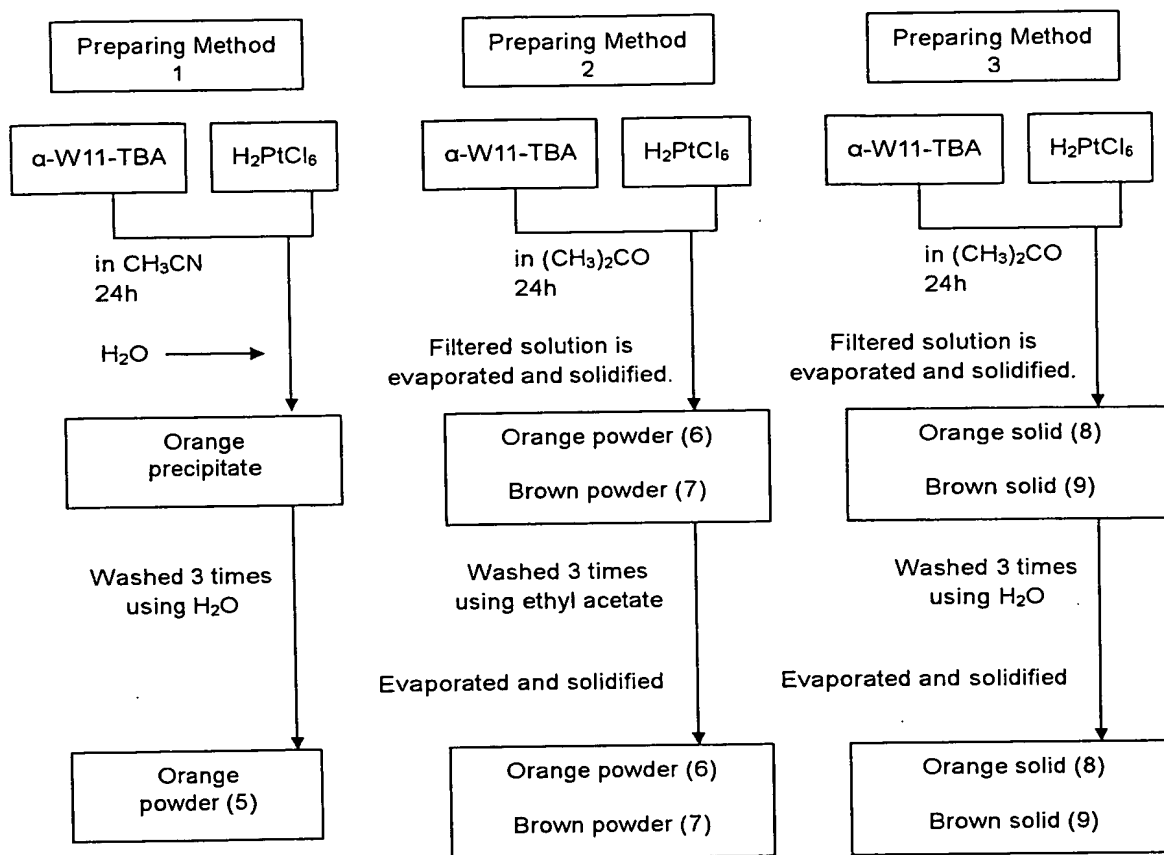 Preparing Method
1
α-W11-TBA
H₂PtCl₆
in CH₃CN
24h
H₂O
Orange
precipitate
Washed 3 times
using H₂O
Orange
powder (5)
Preparing Method
2
α-W11-TBA
H₂PtCl₆
in (CH₃)₂CO
24h
Filtered solution is
evaporated and solidified.
Orange powder (6)
Brown powder (7)
Washed 3 times
using ethyl acetate
Evaporated and solidified
Orange powder (6)
Brown powder (7)
Preparing Method
3
α-W11-TBA
H₂PtCl₆
in (CH₃)₂CO
24h
Filtered solution is
evaporated and solidified.
Orange solid (8)
Brown solid (9)
Washed 3 times
using H₂O
Evaporated and solidified
Orange solid (8)
Brown solid (9)